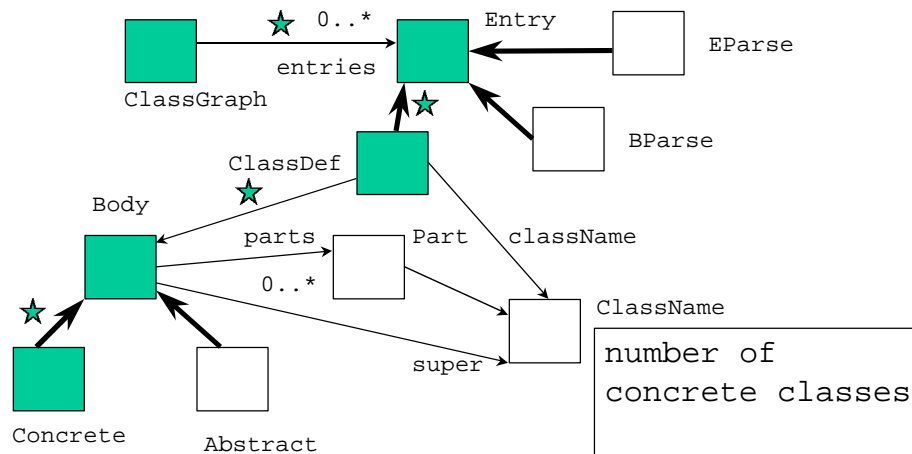 0..*
Entry
EParse
entries
ClassGraph
BParse
ClassDef
Body
parts
Part
className
0..*
ClassName
super
number of
concrete classes
Concrete
Abstract